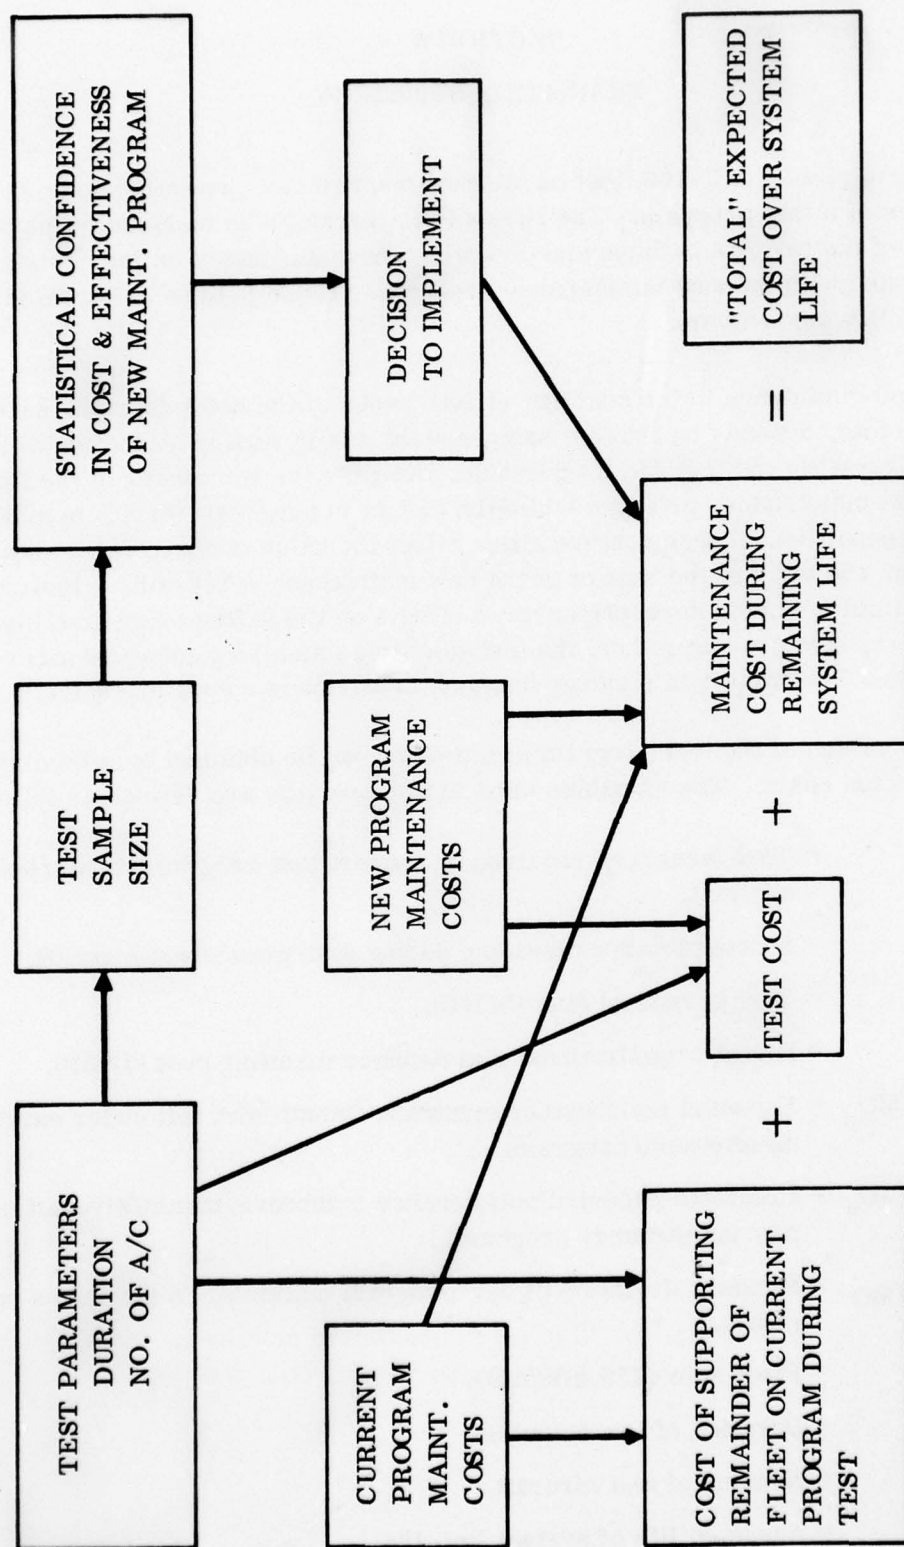 TEST PARAMETERS
DURATION
NO. OF A/C
TEST
SAMPLE
SIZE
STATISTICAL CONFIDENCE
IN COST & EFFECTIVENESS
OF NEW MAINT. PROGRAM
CURRENT
PROGRAM
MAINT.
COSTS
NEW PROGRAM
MAINTENANCE
COSTS
DECISION
TO IMPLEMENT
COST OF SUPPORTING
REMAINDER OF
FLEET ON CURRENT
PROGRAM DURING
TEST
+
TEST COST
+
MAINTENANCE
COST DURING
REMAINING
SYSTEM LIFE
=
"TOTAL" EXPECTED
COST OVER SYSTEM
LIFE